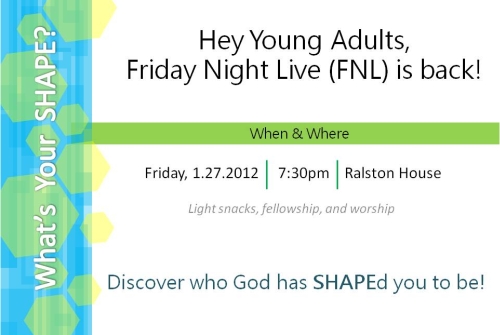 What's Your SHAPE?
Hey Young Adults,
Friday Night Live (FNL) is back!
When & Where
Friday, 1.27.2012 7:30pm Ralston House
Light snacks, fellowship, and worship
Discover who God has SHAPEd you to be!